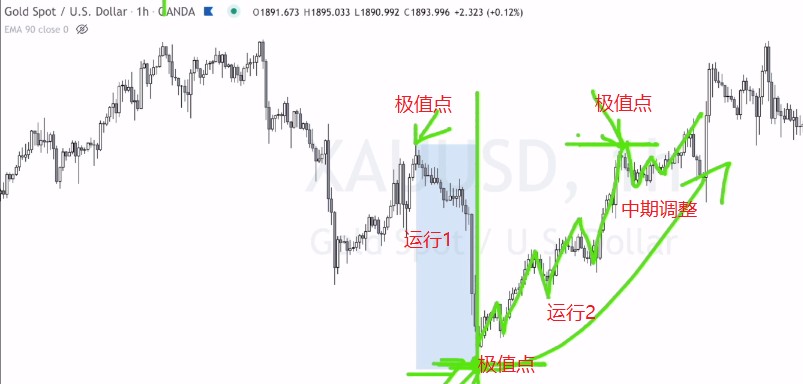 Gold Spot / U.S. Dollar · 1h · OANDA O1891.673 H1895.033 L1890.992 C1893.996 +2.323 (+0.12%)
EMA 90 close 0
极值点
极值点
XAUUSD, 1h
中期调整
运行1
Gold Spot / U.S. Dollar
运行2
极值点